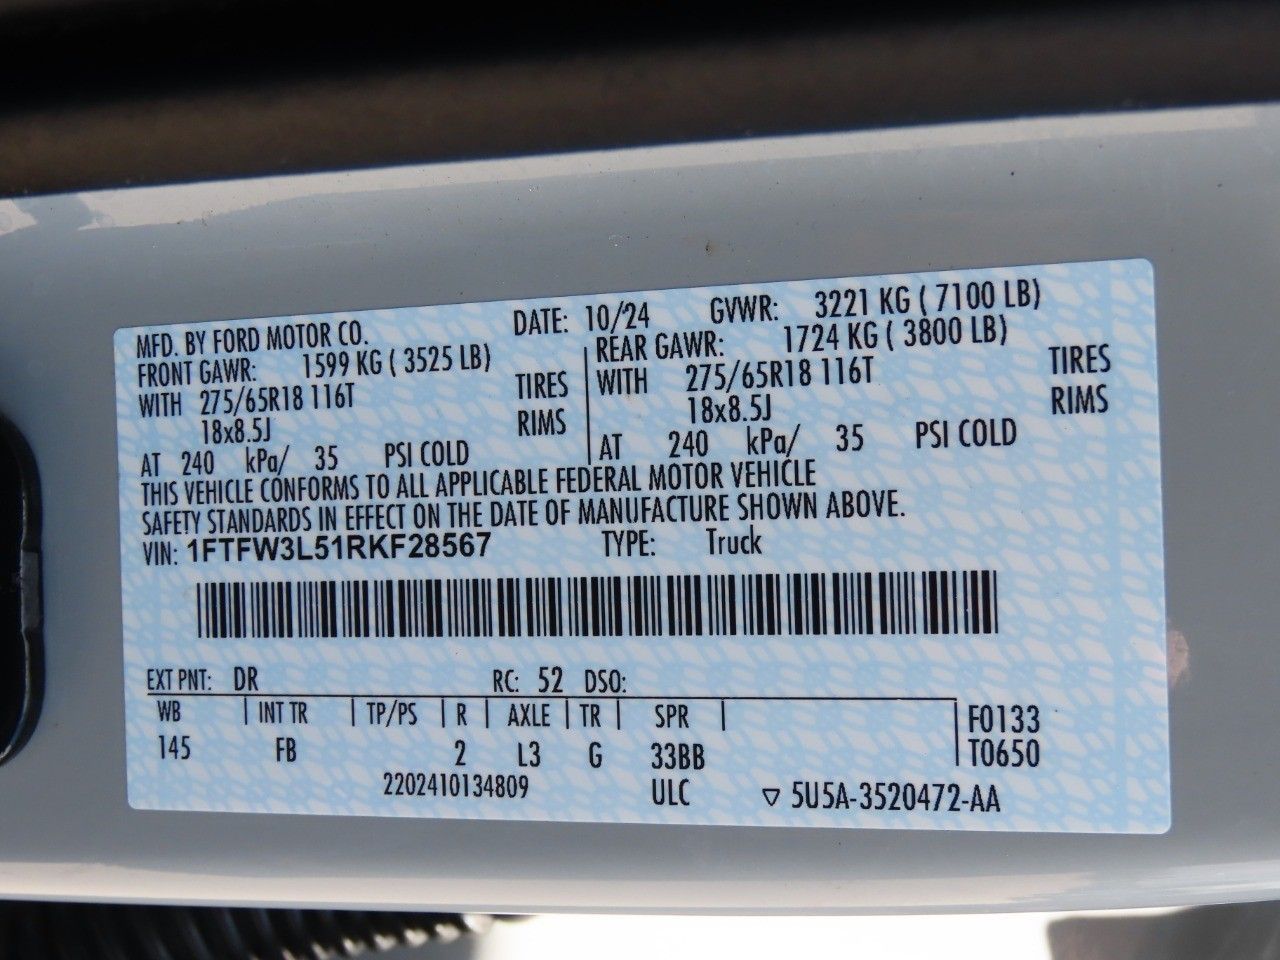 MFD. BY FORD MOTOR CO. DATE: 10/24 GVWR: 3221 KG ( 7100 LB)
FRONT GAWR: 1599 KG ( 3525 LB) REAR GAWR: 1724 KG ( 3800 LB)
WITH 275/65R18 116T TIRES WITH 275/65R18 116T TIRES
18x8.5J RIMS 18x8.5J RIMS
AT 240 kPa/ 35 PSI COLD AT 240 kPa/ 35 PSI COLD
THIS VEHICLE CONFORMS TO ALL APPLICABLE FEDERAL MOTOR VEHICLE
SAFETY STANDARDS IN EFFECT ON THE DATE OF MANUFACTURE SHOWN ABOVE.
VIN: 1FTFW3L51RKF28567 TYPE: Truck
EXT PNT: DR RC: 52 DSO:
WB INT TR TP/PS R AXLE TR SPR F0133
145 FB 2 L3 G 33BB T0650
2202410134809 ULC ▽ 5U5A-3520472-AA